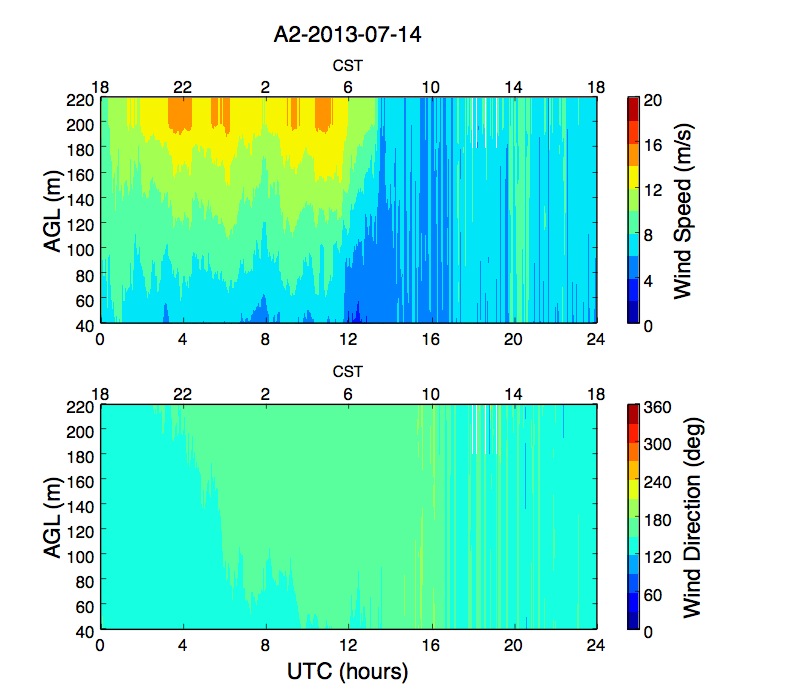 A2-2013-07-14
CST
18 22 2 6 10 14 18
220
200
180
160
140
120
100
80
60
40
AGL (m)
0 4 8 12 16 20 24
20
16
12
8
4
0
Wind Speed (m/s)
CST
18 22 2 6 10 14 18
220
200
180
160
140
120
100
80
60
40
AGL (m)
0 4 8 12 16 20 24
UTC (hours)
360
300
240
180
120
60
0
Wind Direction (deg)